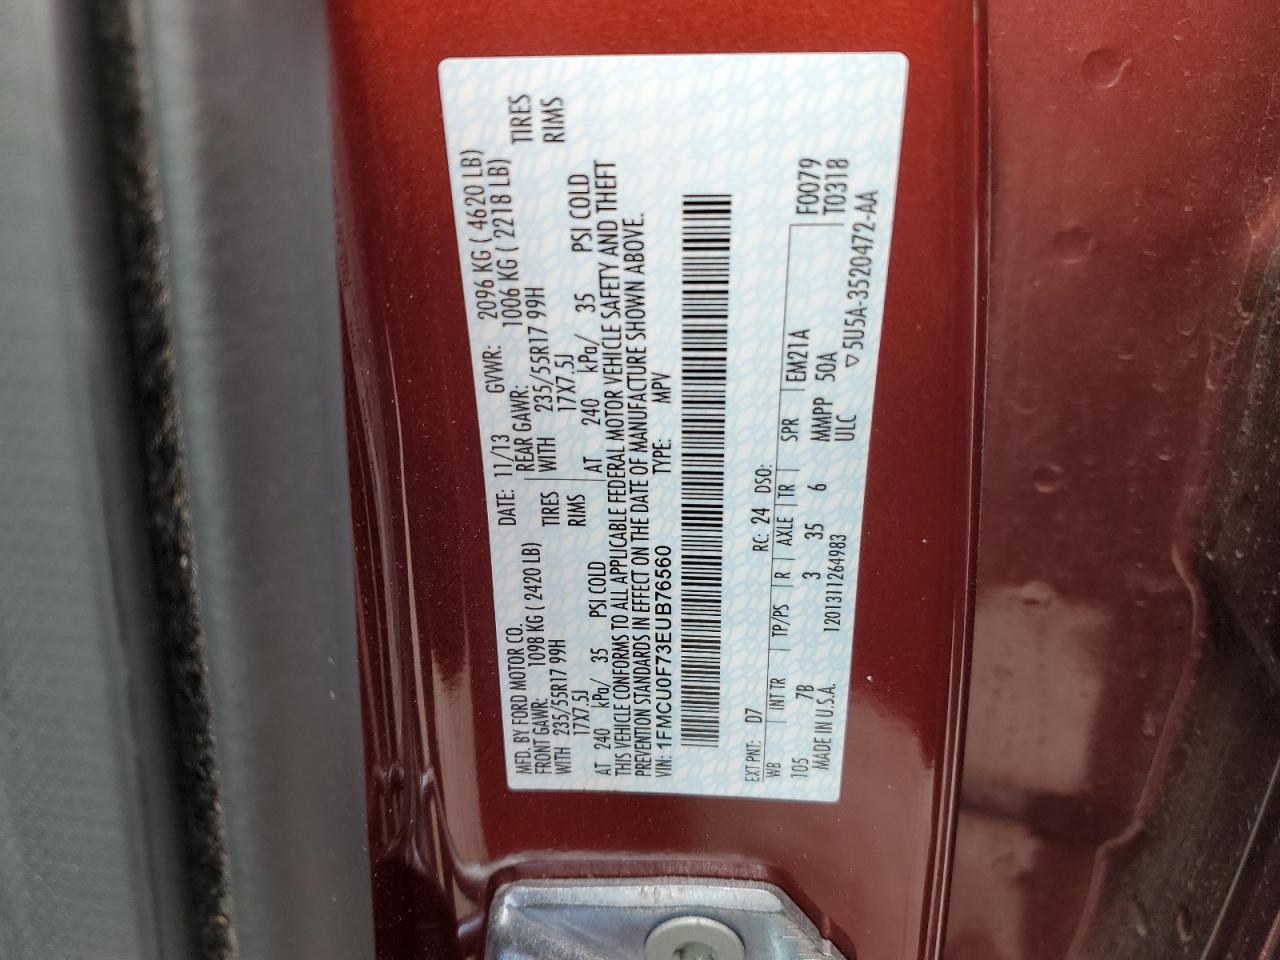 MFD. BY FORD MOTOR CO. DATE: 11/13 GVWR: 2096 KG ( 4620 LB)
FRONT GAWR: 1098 KG ( 2420 LB) REAR GAWR: 1006 KG ( 2218 LB)
WITH 235/55R17 99H TIRES WITH 235/55R17 99H TIRES
17X7.5J RIMS 17X7.5J RIMS
AT 240 kPa/ 35 PSI COLD AT 240 kPa/ 35 PSI COLD
THIS VEHICLE CONFORMS TO ALL APPLICABLE FEDERAL MOTOR VEHICLE SAFETY AND THEFT
PREVENTION STANDARDS IN EFFECT ON THE DATE OF MANUFACTURE SHOWN ABOVE.
VIN: 1FMCU0F73EUB76560 TYPE: MPV
EXT PNT: D7 RC: 24 DSO: F0079
WB INT TR TP/PS R AXLE TR SPR EM21A T0318
105 7B 3 35 6 MMPP 50A
MADE IN U.S.A. 1201311264983 ULC ▽5U5A-3520472-AA